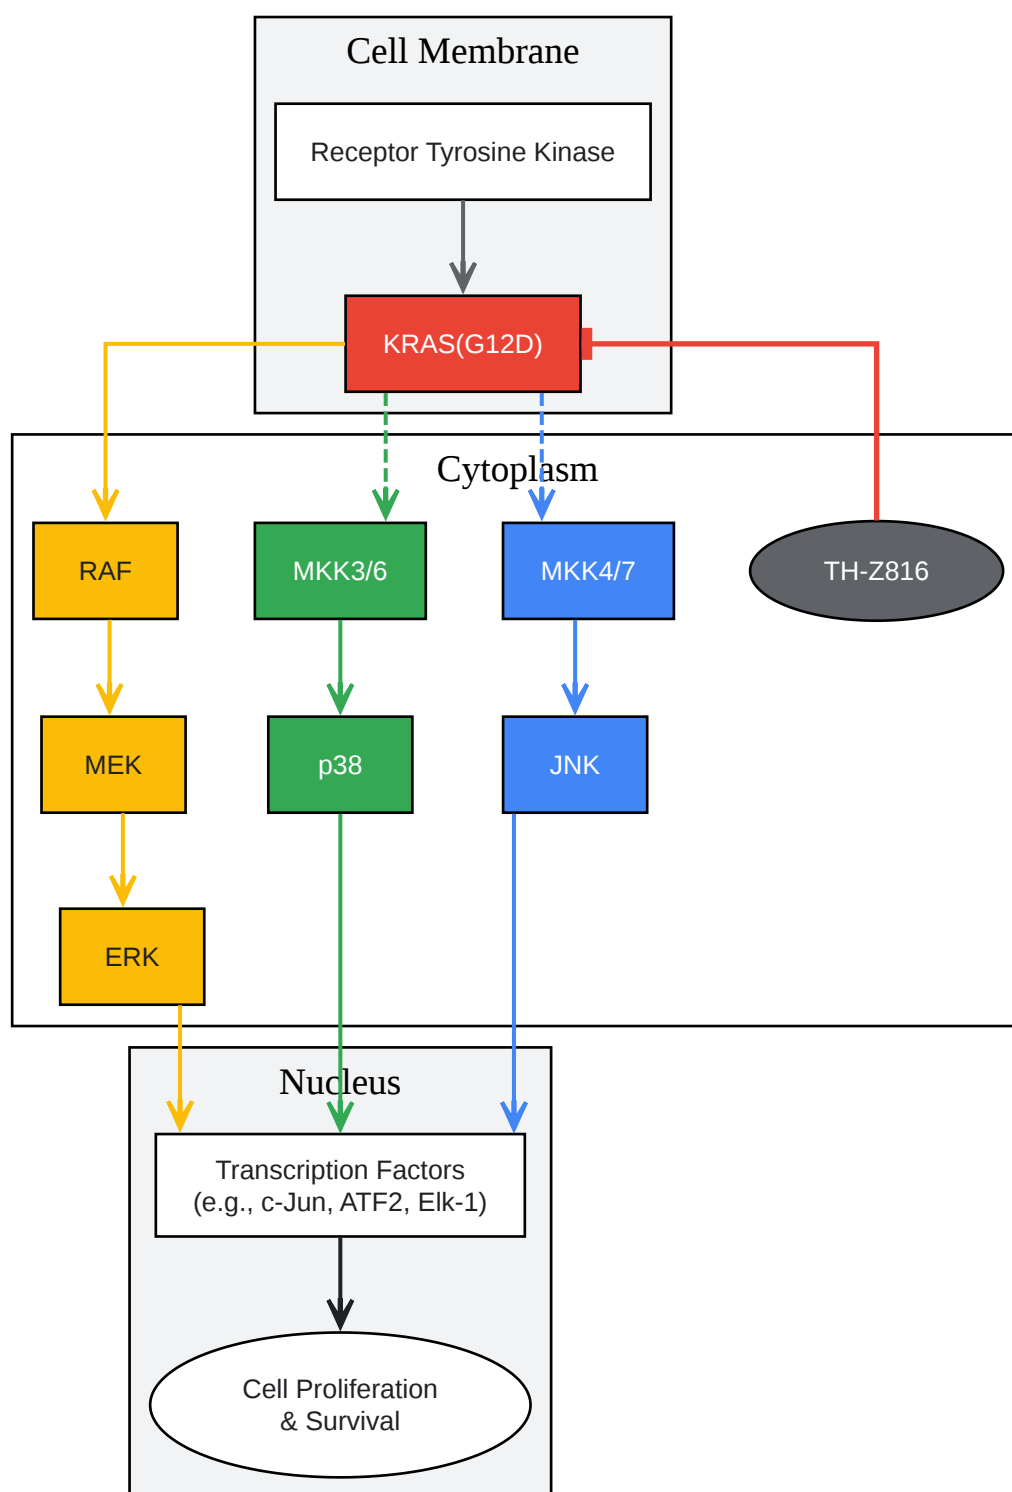 Cell Membrane
Receptor Tyrosine Kinase
KRAS(G12D)
Cytoplasm
RAF
MKK3/6
MKK4/7
TH-Z816
MEK
p38
JNK
ERK
Nucleus
Transcription Factors
(e.g., c-Jun, ATF2, Elk-1)
Cell Proliferation
& Survival